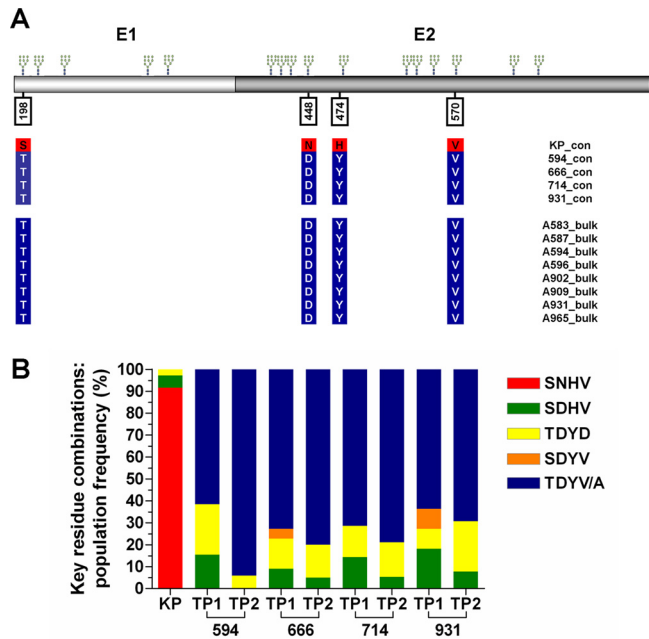 A
E1 E2
198 448 474 570
S N H V KP_con
T D Y V 594_con
T D Y V 666_con
T D Y V 714_con
T D Y V 931_con
T D Y V A583_bulk
T D Y V A587_bulk
T D Y V A594_bulk
T D Y V A596_bulk
T D Y V A902_bulk
T D Y V A909_bulk
T D Y V A931_bulk
T D Y V A965_bulk
B
Key residue combinations:
population frequency (%)
100
90
80
70
60
50
40
30
20
10
0
KP TP1 TP2 TP1 TP2 TP1 TP2 TP1 TP2
594 666 714 931
SNHV
SDHV
TDYD
SDYV
TDYV/A